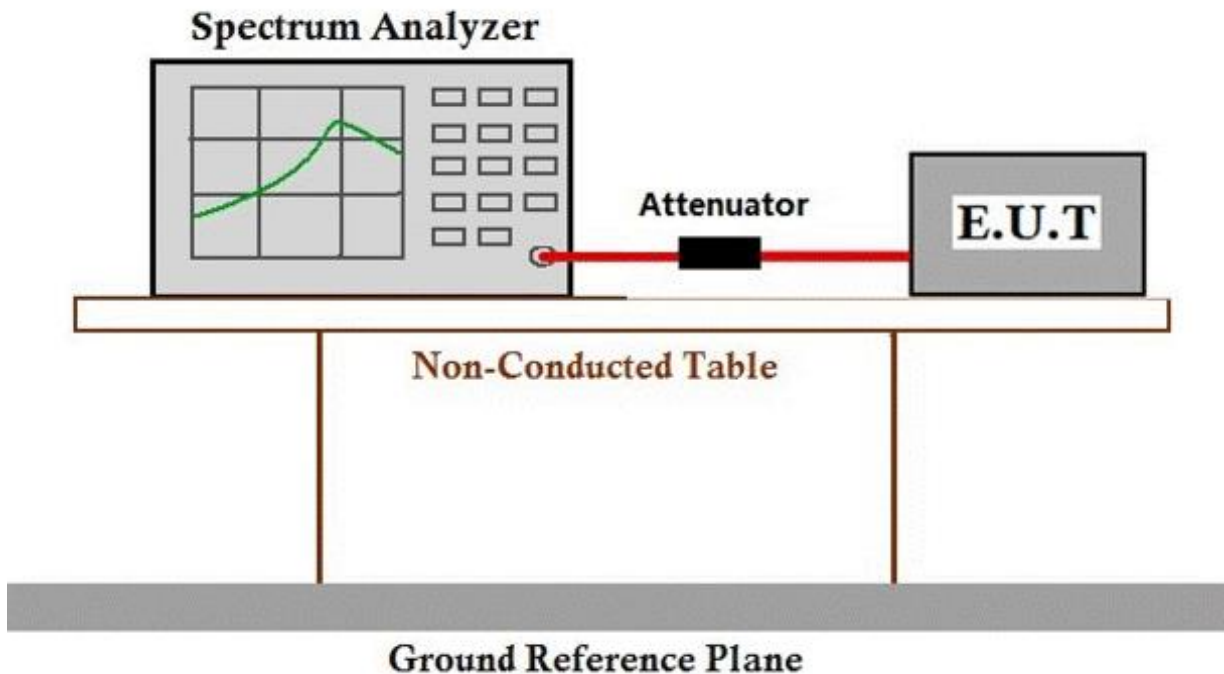 Spectrum Analyzer
Attenuator
E.U.T
Non-Conducted Table
Ground Reference Plane